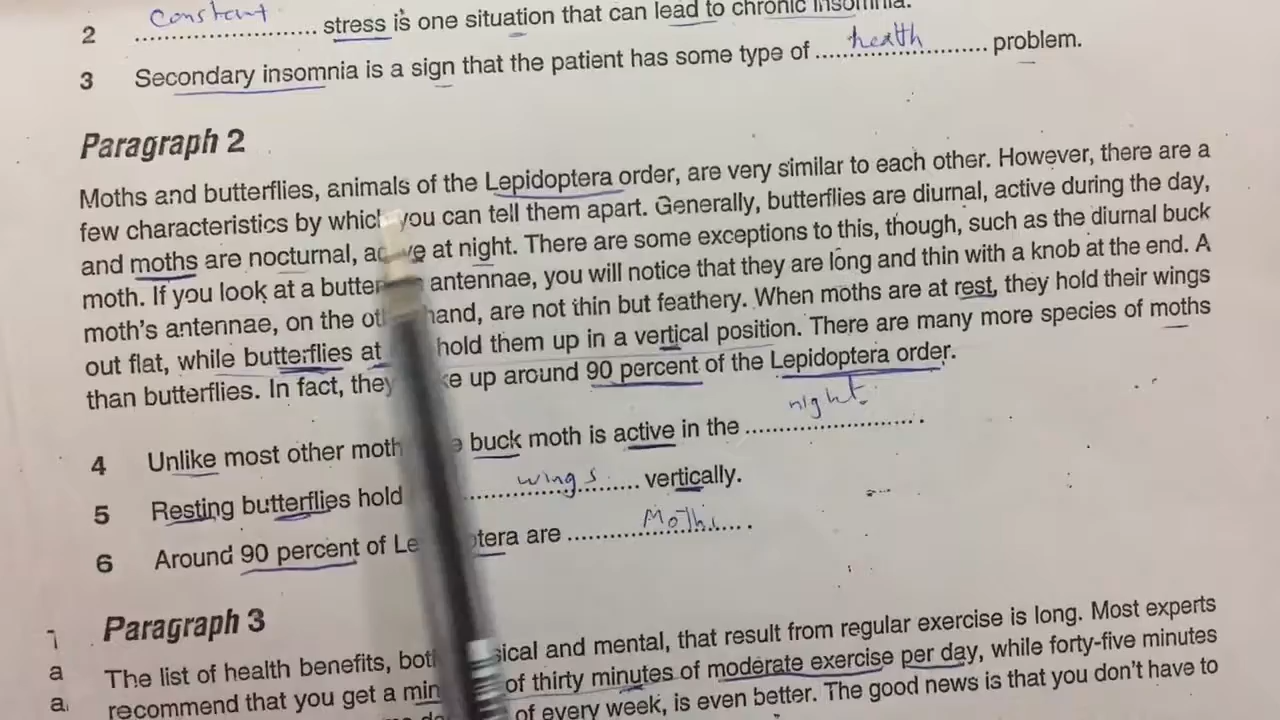 2 Constant stress is one situation that can lead to chronic insomnia.
3 Secondary insomnia is a sign that the patient has some type of health problem.
Paragraph 2
Moths and butterflies, animals of the Lepidoptera order, are very similar to each other. However, there are a
few characteristics by which you can tell them apart. Generally, butterflies are diurnal, active during the day,
and moths are nocturnal, active at night. There are some exceptions to this, though, such as the diurnal buck
moth. If you look at a butter antennae, you will notice that they are long and thin with a knob at the end. A
moth's antennae, on the ot hand, are not thin but feathery. When moths are at rest, they hold their wings
out flat, while butterflies at hold them up in a vertical position. There are many more species of moths
than butterflies. In fact, they ke up around 90 percent of the Lepidoptera order.
4 Unlike most other moth buck moth is active in the night.
5 Resting butterflies hold wings vertically.
6 Around 90 percent of Le ptera are Moths.
Paragraph 3
The list of health benefits, bot sical and mental, that result from regular exercise is long. Most experts
recommend that you get a min of thirty minutes of moderate exercise per day, while forty-five minutes
of every week, is even better. The good news is that you don't have to